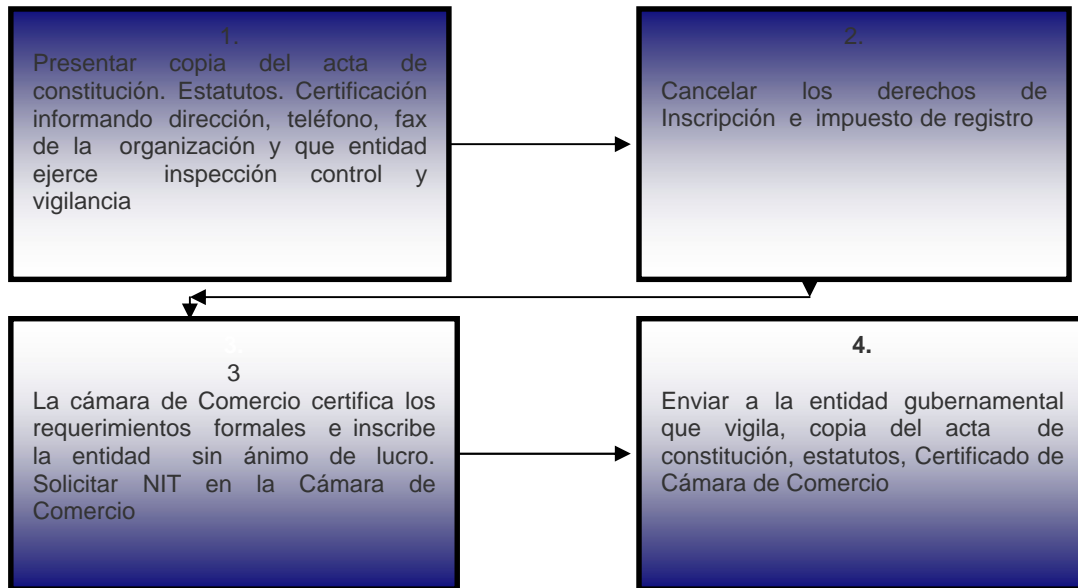 1.
Presentar copia del acta de
constitución. Estatutos. Certificación
informando dirección, teléfono, fax
de la organización y que entidad
ejerce inspección control y
vigilancia
2.
Cancelar los derechos de
Inscripción e impuesto de registro
3.
3
La cámara de Comercio certifica los
requerimientos formales e inscribe
la entidad sin ánimo de lucro.
Solicitar NIT en la Cámara de
Comercio
4.
Enviar a la entidad gubernamental
que vigila, copia del acta de
constitución, estatutos, Certificado de
Cámara de Comercio